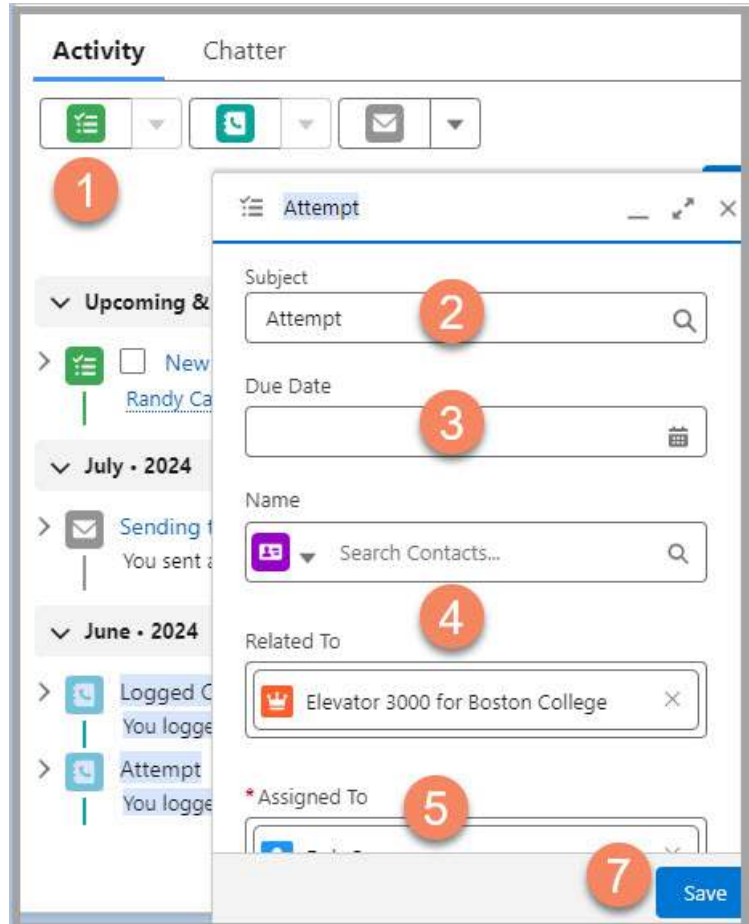 Activity Chatter
1
Attempt
Subject
Upcoming &
Attempt 2
New
Due Date
Randy Ca
3
July • 2024
Name
Sending t
Search Contacts...
You sent a
4
June • 2024
Related To
Logged C
Elevator 3000 for Boston College
You logge
Attempt
*Assigned To
5
You logge
7
Save